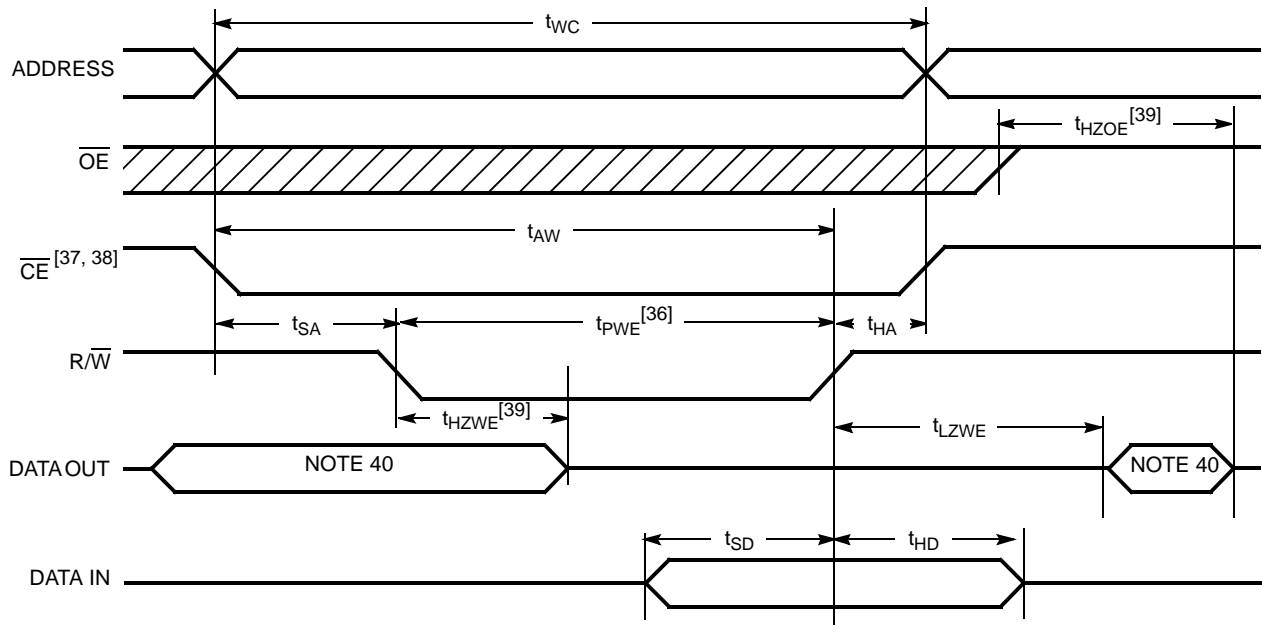 tWC
ADDRESS
tHZOE[39]
OE
tAW
CE [37, 38]
tSA
tPWE[36]
tHA
R/W
tHZWE[39]
tLZWE
DATA OUT
NOTE 40
NOTE 40
tSD
tHD
DATA IN